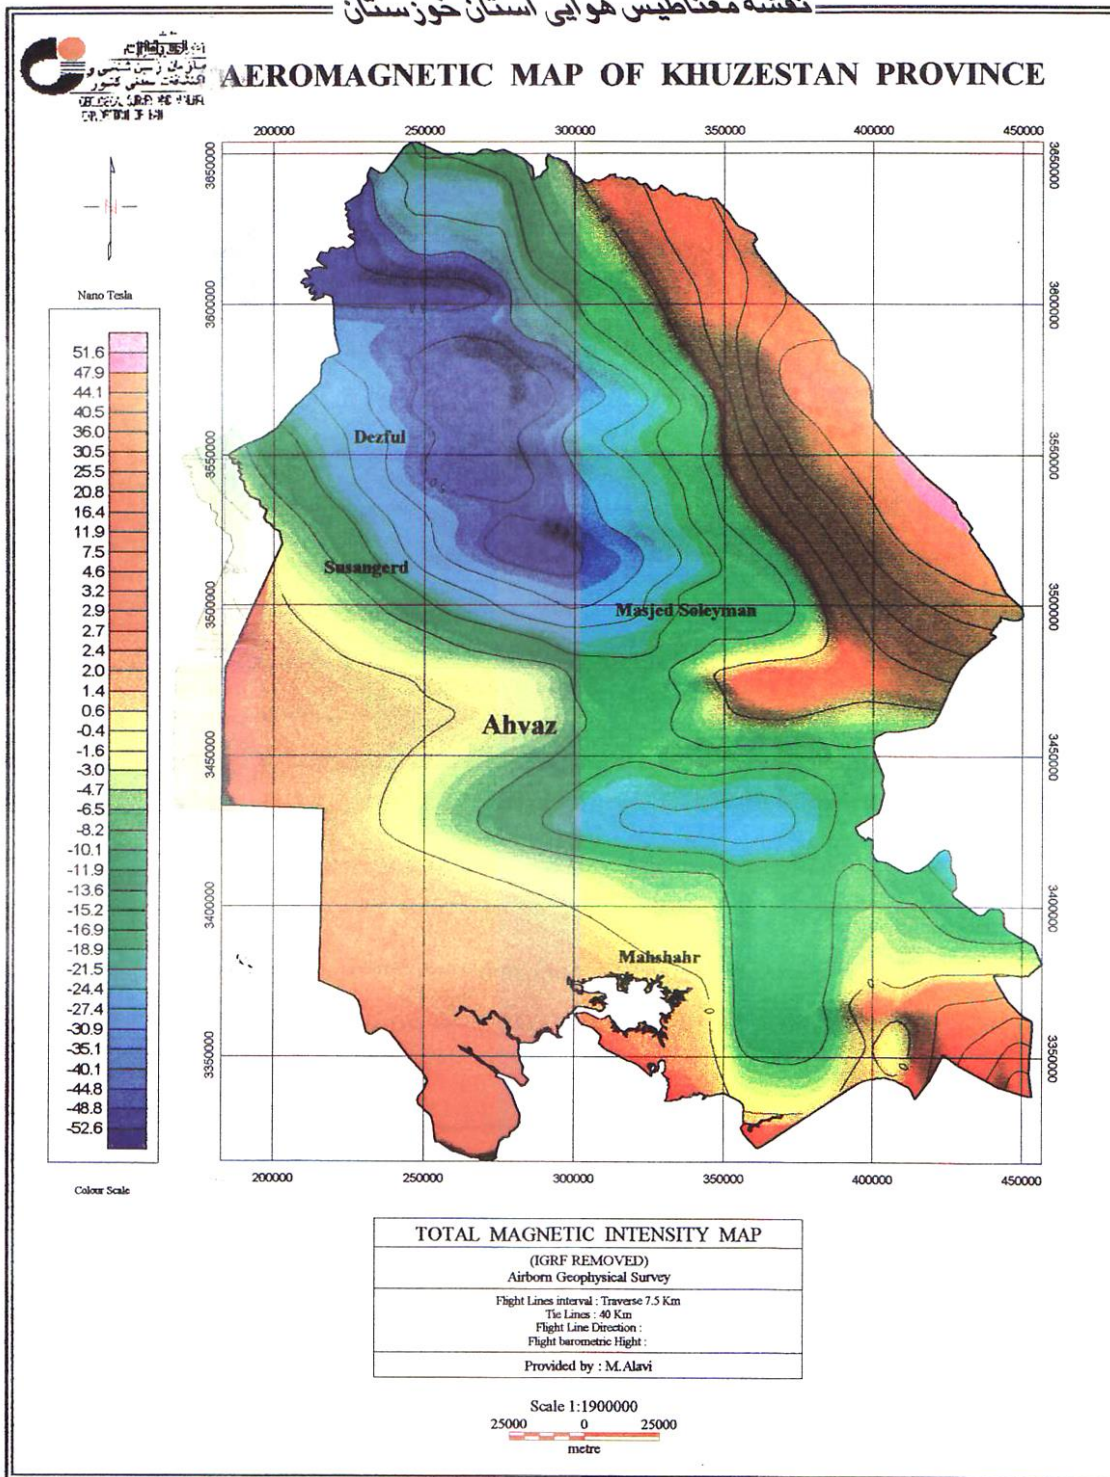 نقشه مغناطیس هوایی استان خوزستان
AEROMAGNETIC MAP OF KHUZESTAN PROVINCE
200000 250000 300000 350000 400000 450000
3650000 3650000
N
Nano Tesla
3600000 3600000
51.6
47.9
44.1
40.5
36.0
30.5
25.5
20.8
16.4
11.9
7.5
4.6
3.2
2.9
2.7
2.4
2.0
1.4
0.6
-0.4
-1.6
-3.0
-4.7
-6.5
-8.2
-10.1
-11.9
-13.6
-15.2
-16.9
-18.9
-21.5
-24.4
-27.4
-30.9
-35.1
-40.1
-44.8
-48.8
-52.6
Colour Scale
Dezful
3550000 3550000
Susangerd
3500000 3500000
Masjed Soleyman
Ahvaz
3450000 3450000
3400000 3400000
Mahshahr
3350000 3350000
200000 250000 300000 350000 400000 450000
TOTAL MAGNETIC INTENSITY MAP
(IGRF REMOVED)
Airborn Geophysical Survey
Flight Lines interval : Traverse 7.5 Km
Tie Lines : 40 Km
Flight Line Direction :
Flight barometric Hight :
Provided by : M.Alavi
Scale 1:1900000
25000 0 25000
metre